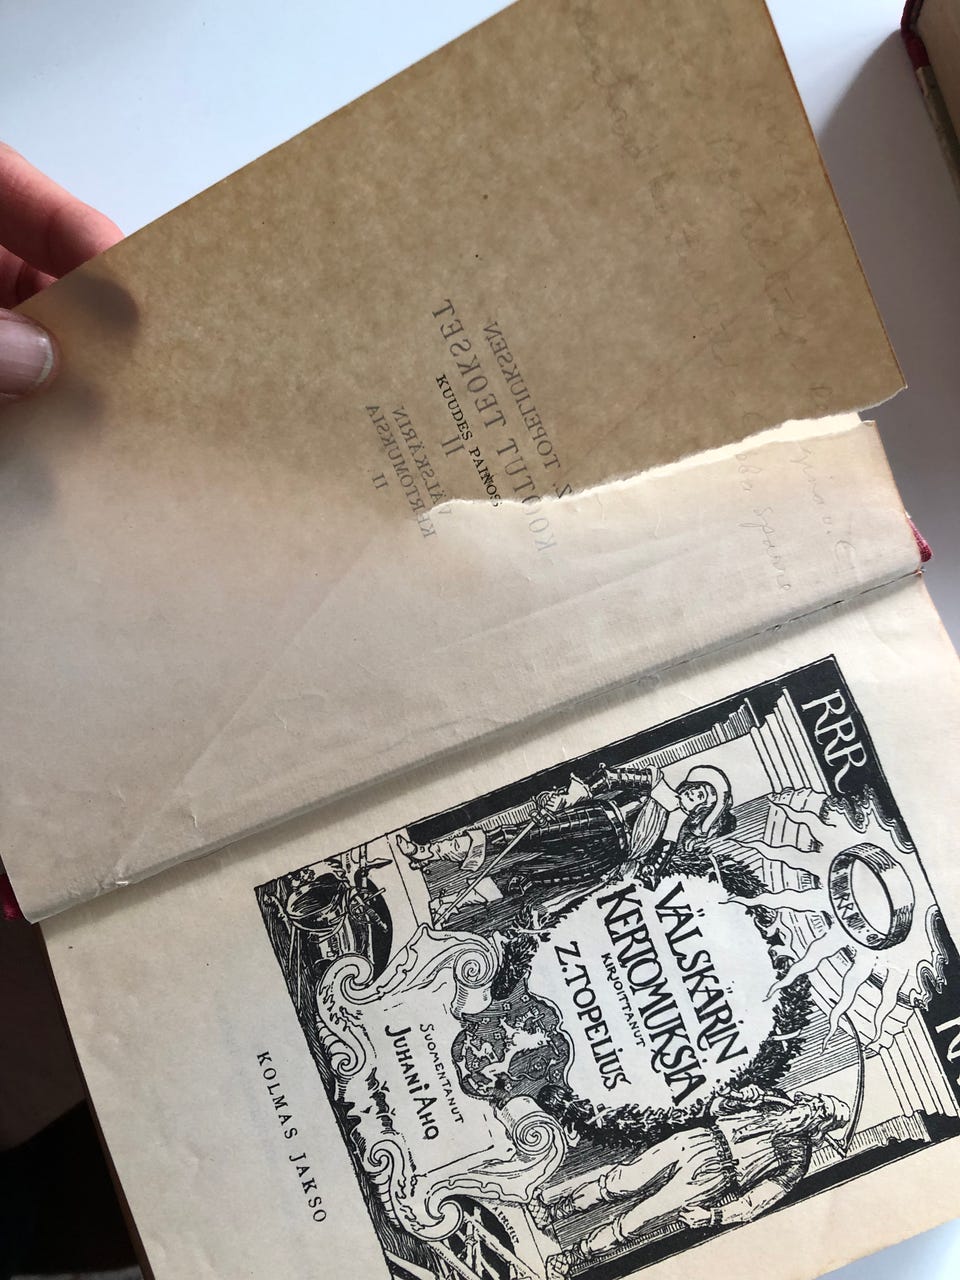 Z. TOPELIUKSEN
KOOTUT TEOKSET
II
VÄLSKÄRIN
KERTOMUKSIA
II
KUUDES PAINOS
RRR
RRR
VÄLSKÄRIN
KERTOMUKSIA
KIRJOITTANUT
Z. TOPELIUS
SUOMENTANUT
JUHANI AHO
KOLMAS JAKSO